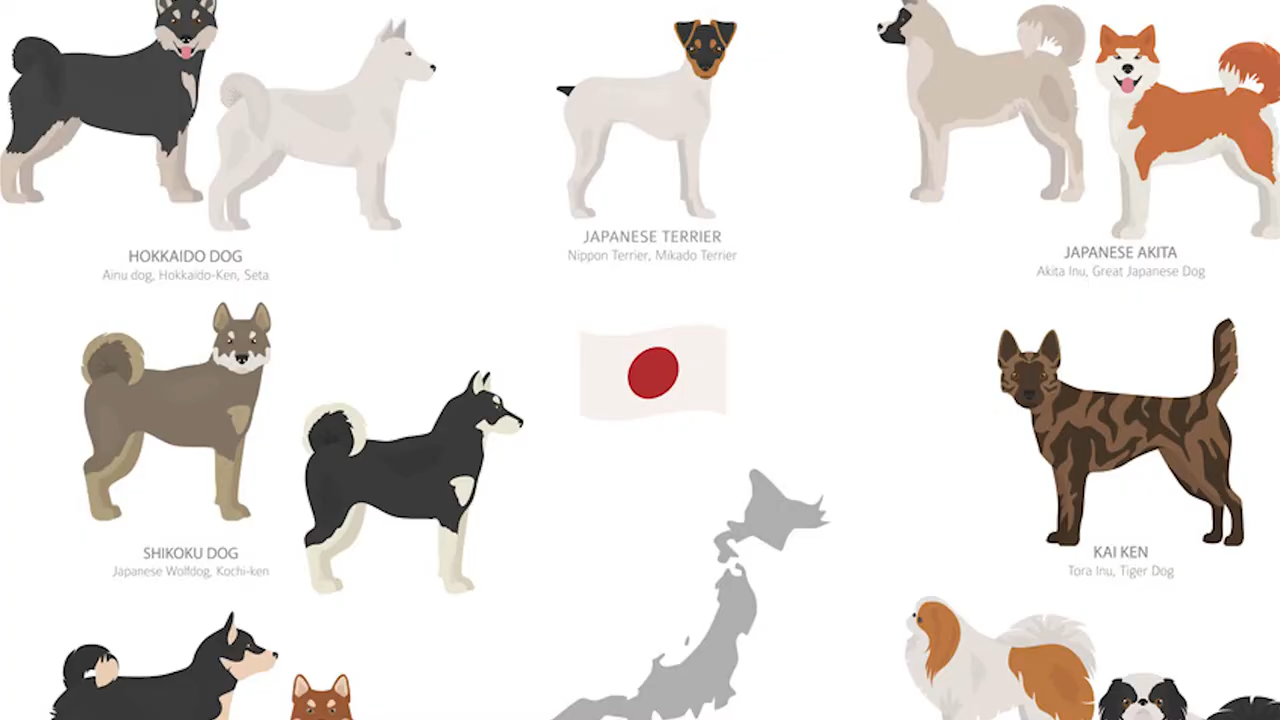 HOKKAIDO DOG
Ainu dog, Hokkaido-Ken, Seta
JAPANESE TERRIER
Nippon Terrier, Mikado Terrier
JAPANESE AKITA
Akita Inu, Great Japanese Dog
SHIKOKU DOG
Japanese Wolfdog, Kochi-ken
KAI KEN
Tora Inu, Tiger Dog